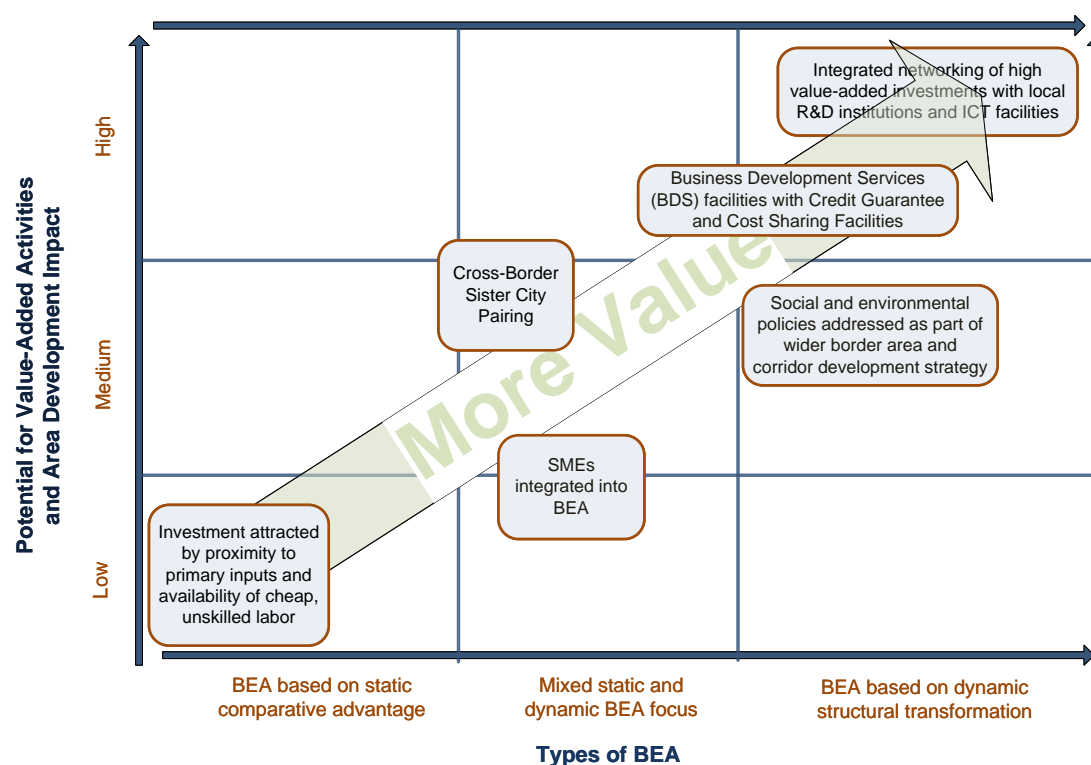 Integrated networking of high
value-added investments with local
R&D institutions and ICT facilities
High
Business Development Services
(BDS) facilities with Credit Guarantee
and Cost Sharing Facilities
Cross-Border
Sister City
Pairing
More Value
Social and environmental
policies addressed as part of
wider border area and
corridor development strategy
Potential for Value-Added Activities
and Area Development Impact
Medium
SMEs
integrated into
BEA
Investment attracted
by proximity to
primary inputs and
availability of cheap,
unskilled labor
Low
BEA based on static
comparative advantage
Mixed static and
dynamic BEA focus
BEA based on dynamic
structural transformation
Types of BEA